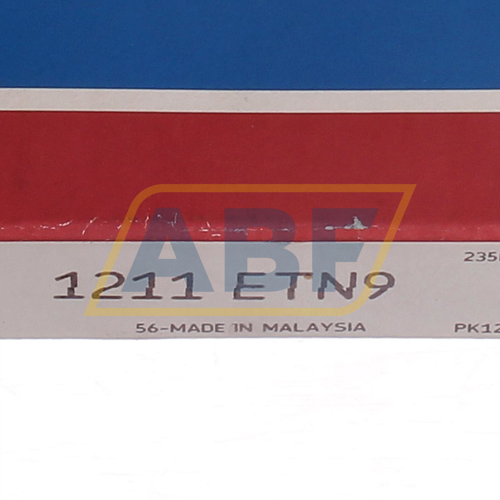 ABF
235
1211 ETN9
56-MADE IN MALAYSIA
PK12